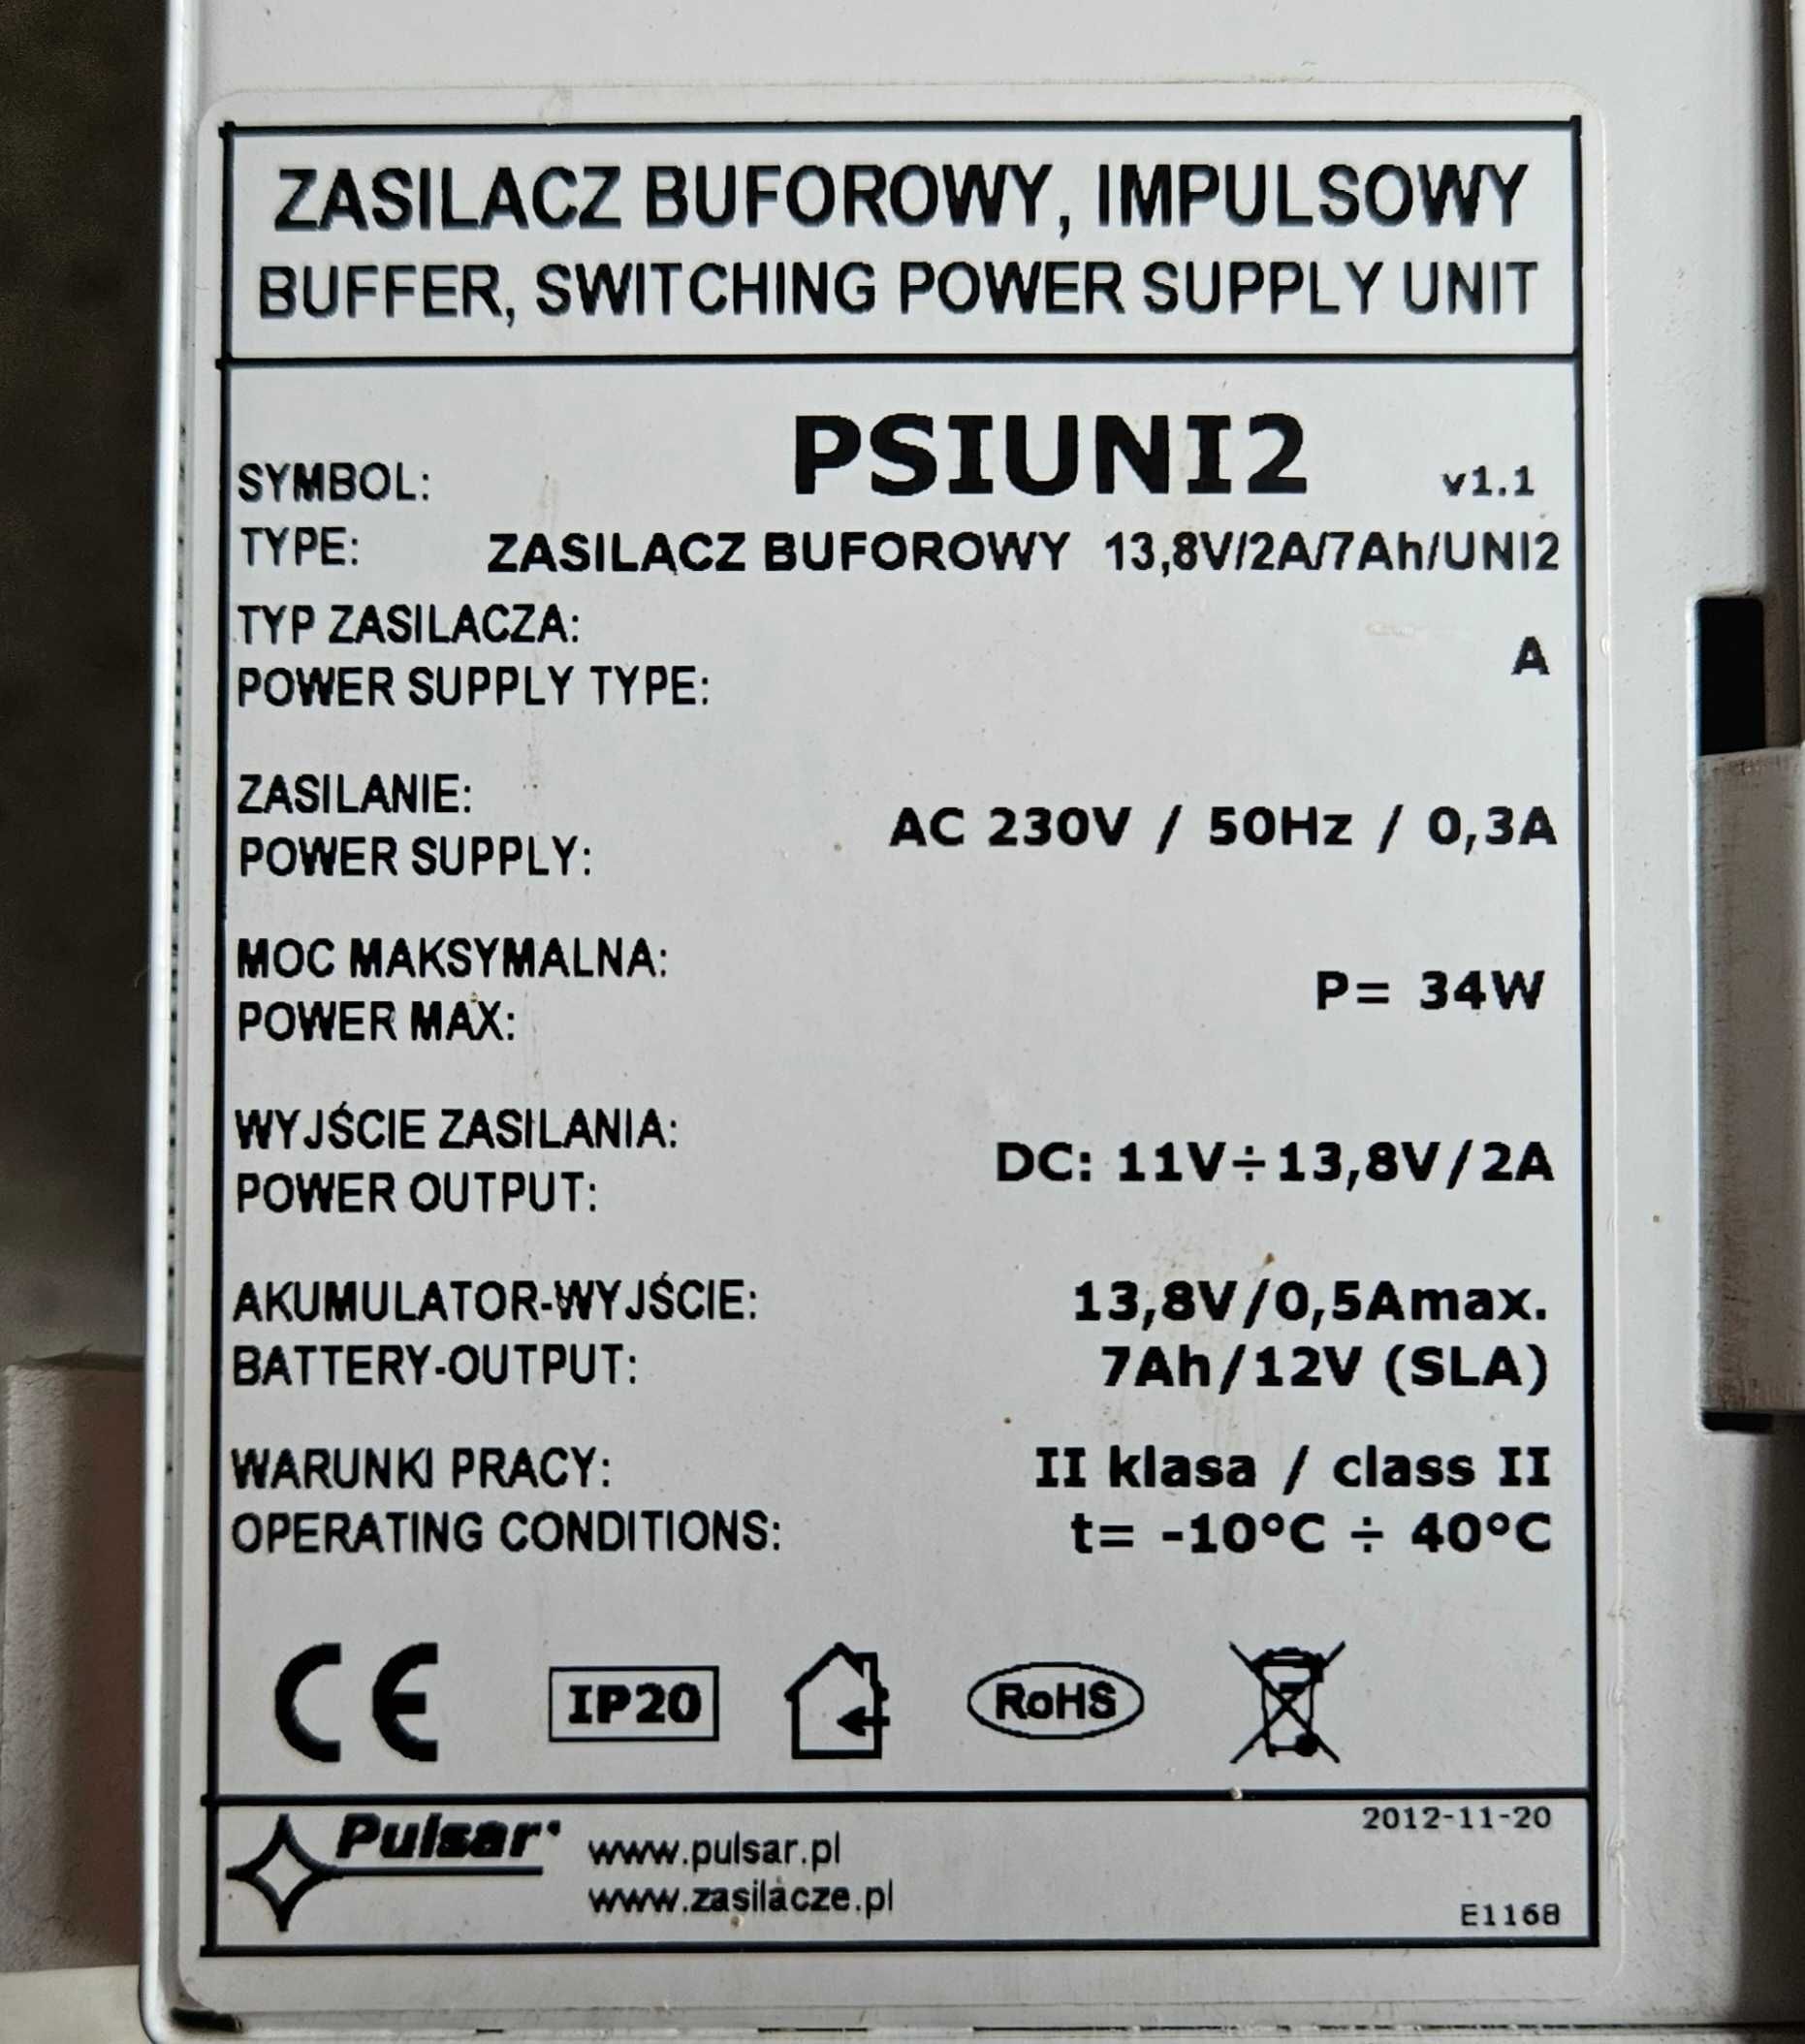 ZASILACZ BUFOROWY, IMPULSOWY
BUFFER, SWITCHING POWER SUPPLY UNIT
SYMBOL: PSIUNI2 v1.1
TYPE: ZASILACZ BUFOROWY 13,8V/2A/7Ah/UNI2
TYP ZASILACZA:
POWER SUPPLY TYPE:
A
ZASILANIE:
POWER SUPPLY:
AC 230V / 50Hz / 0,3A
MOC MAKSYMALNA:
POWER MAX:
P= 34W
WYJŚCIE ZASILANIA:
POWER OUTPUT:
DC: 11V÷13,8V/2A
AKUMULATOR-WYJŚCIE: 13,8V/0,5Amax.
BATTERY-OUTPUT: 7Ah/12V (SLA)
WARUNKI PRACY: II klasa / class II
OPERATING CONDITIONS: t= -10°C ÷ 40°C
CE IP20 RoHS
Pulsar
www.pulsar.pl
www.zasilacze.pl
2012-11-20
E1168